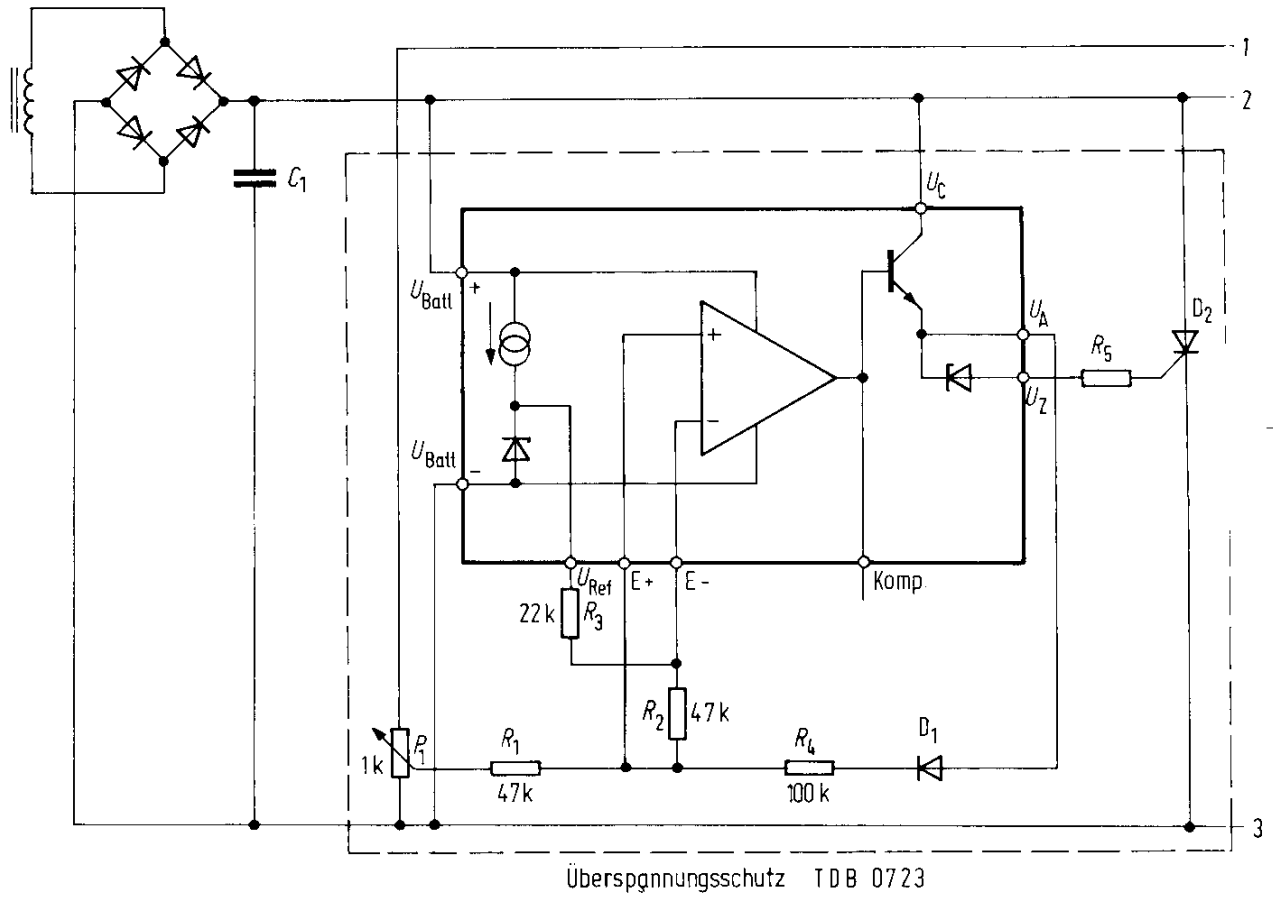 1
2
C1
UC
UBatt +
UA
D2
R5
+
UZ
−
UBatt −
URef E+ E− Komp.
22k R3
R2 47k
P1 R1 R4 D1
1k
47k 100k
3
Überspannungsschutz TDB 0723